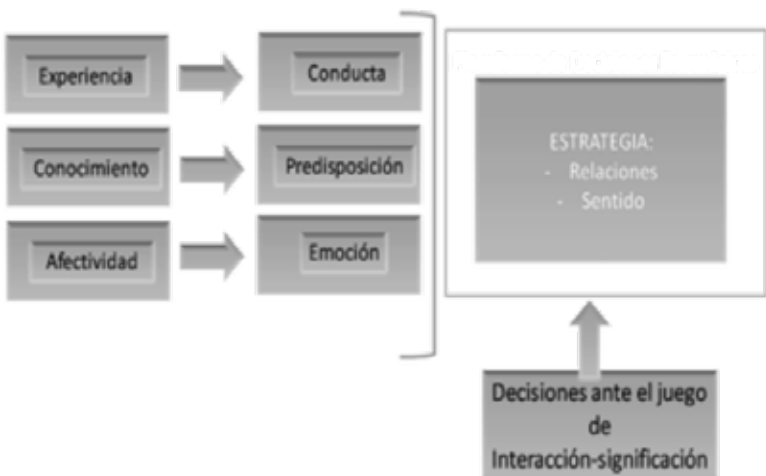 Experiencia
Conducta
Conocimiento
Predisposición
Afectividad
Emoción
ESTRATEGIA:
- Relaciones
- Sentido
Decisiones ante el juego
de
Interacción-significación